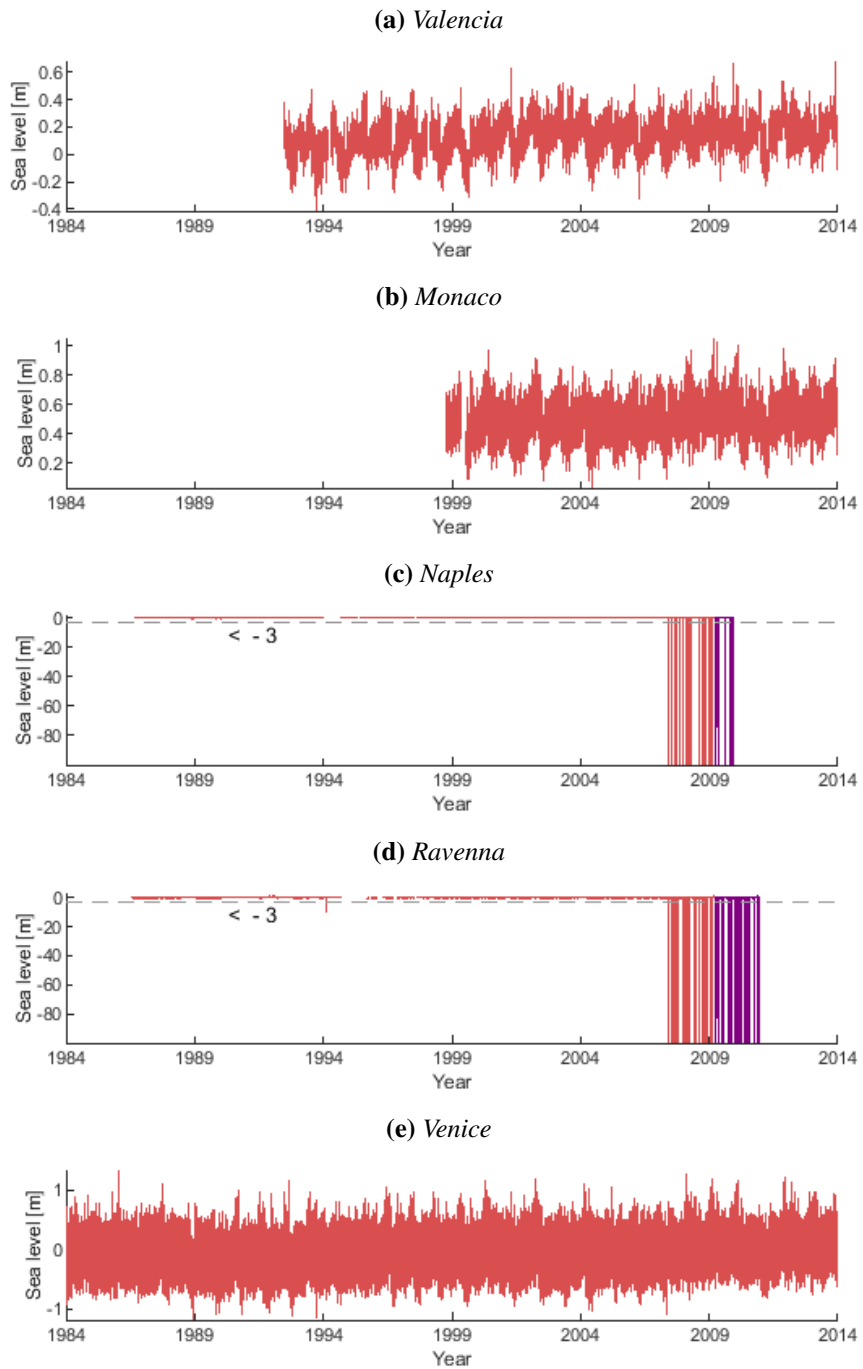 (a) Valencia
Sea level [m]
0.6
0.4
0.2
0
-0.2
-0.4
1984 1989 1994 1999 2004 2009 2014
Year
(b) Monaco
Sea level [m]
1
0.8
0.6
0.4
0.2
1984 1989 1994 1999 2004 2009 2014
Year
(c) Naples
Sea level [m]
0
-20
-40
-60
-80
< - 3
1984 1989 1994 1999 2004 2009 2014
Year
(d) Ravenna
Sea level [m]
0
-20
-40
-60
-80
< - 3
1984 1989 1994 1999 2004 2009 2014
Year
(e) Venice
Sea level [m]
1
0
-1
1984 1989 1994 1999 2004 2009 2014
Year